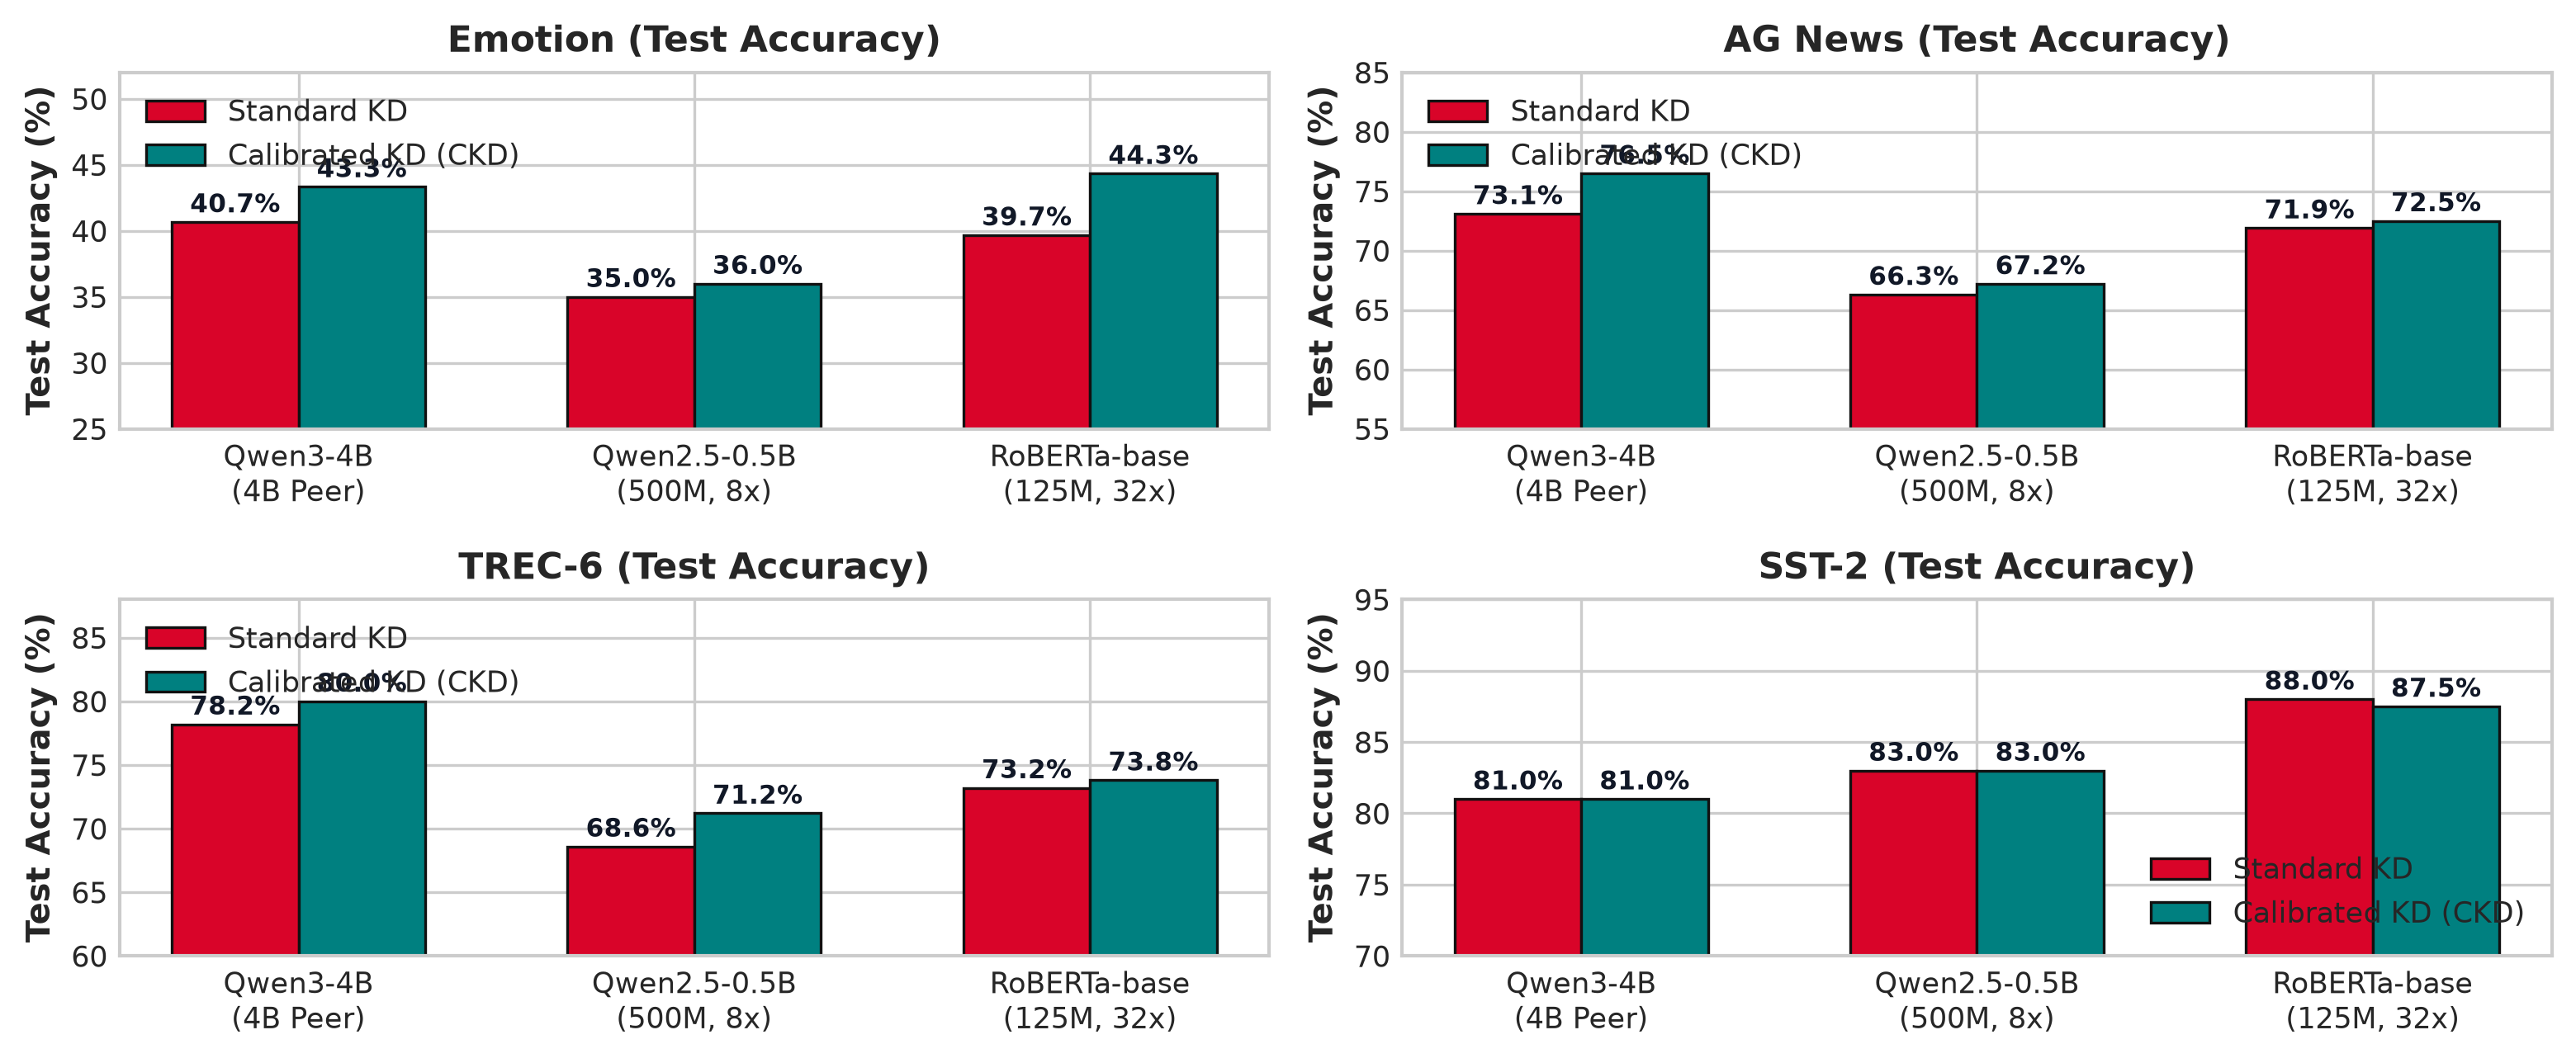 Emotion (Test Accuracy)
Test Accuracy (%)
50
45
40
35
30
25
Standard KD
Calibrated KD (CKD)
40.7%
43.3%
35.0%
36.0%
39.7%
44.3%
Qwen3-4B
(4B Peer)
Qwen2.5-0.5B
(500M, 8x)
RoBERTa-base
(125M, 32x)
AG News (Test Accuracy)
Test Accuracy (%)
85
80
75
70
65
60
55
Standard KD
Calibrated KD (CKD)
73.1%
76.5%
66.3%
67.2%
71.9%
72.5%
Qwen3-4B
(4B Peer)
Qwen2.5-0.5B
(500M, 8x)
RoBERTa-base
(125M, 32x)
TREC-6 (Test Accuracy)
Test Accuracy (%)
85
80
75
70
65
60
Standard KD
Calibrated KD (CKD)
78.2%
80.0%
68.6%
71.2%
73.2%
73.8%
Qwen3-4B
(4B Peer)
Qwen2.5-0.5B
(500M, 8x)
RoBERTa-base
(125M, 32x)
SST-2 (Test Accuracy)
Test Accuracy (%)
95
90
85
80
75
70
81.0%
81.0%
83.0%
83.0%
88.0%
87.5%
Standard KD
Calibrated KD (CKD)
Qwen3-4B
(4B Peer)
Qwen2.5-0.5B
(500M, 8x)
RoBERTa-base
(125M, 32x)